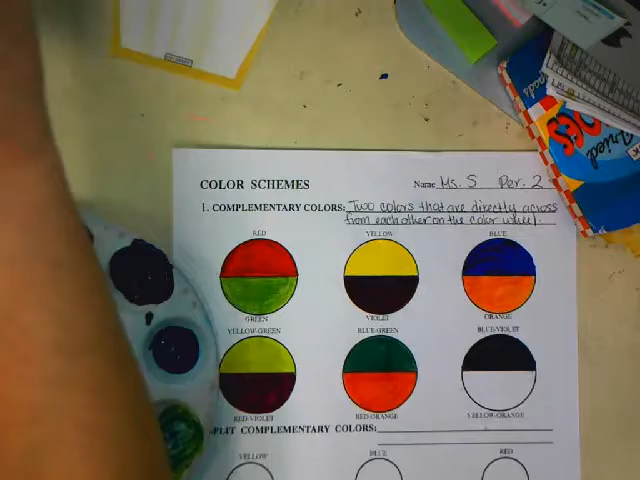 COLOR SCHEMES
Name Ms. S Per. 2
1. COMPLEMENTARY COLORS: Two colors that are directly across
from each other on the color wheel.
RED
YELLOW
BLUE
GREEN
VIOLET
ORANGE
YELLOW-GREEN
BLUE-GREEN
BLUE-VIOLET
RED-VIOLET
RED-ORANGE
YELLOW-ORANGE
SPLIT COMPLEMENTARY COLORS:
YELLOW
BLUE
RED